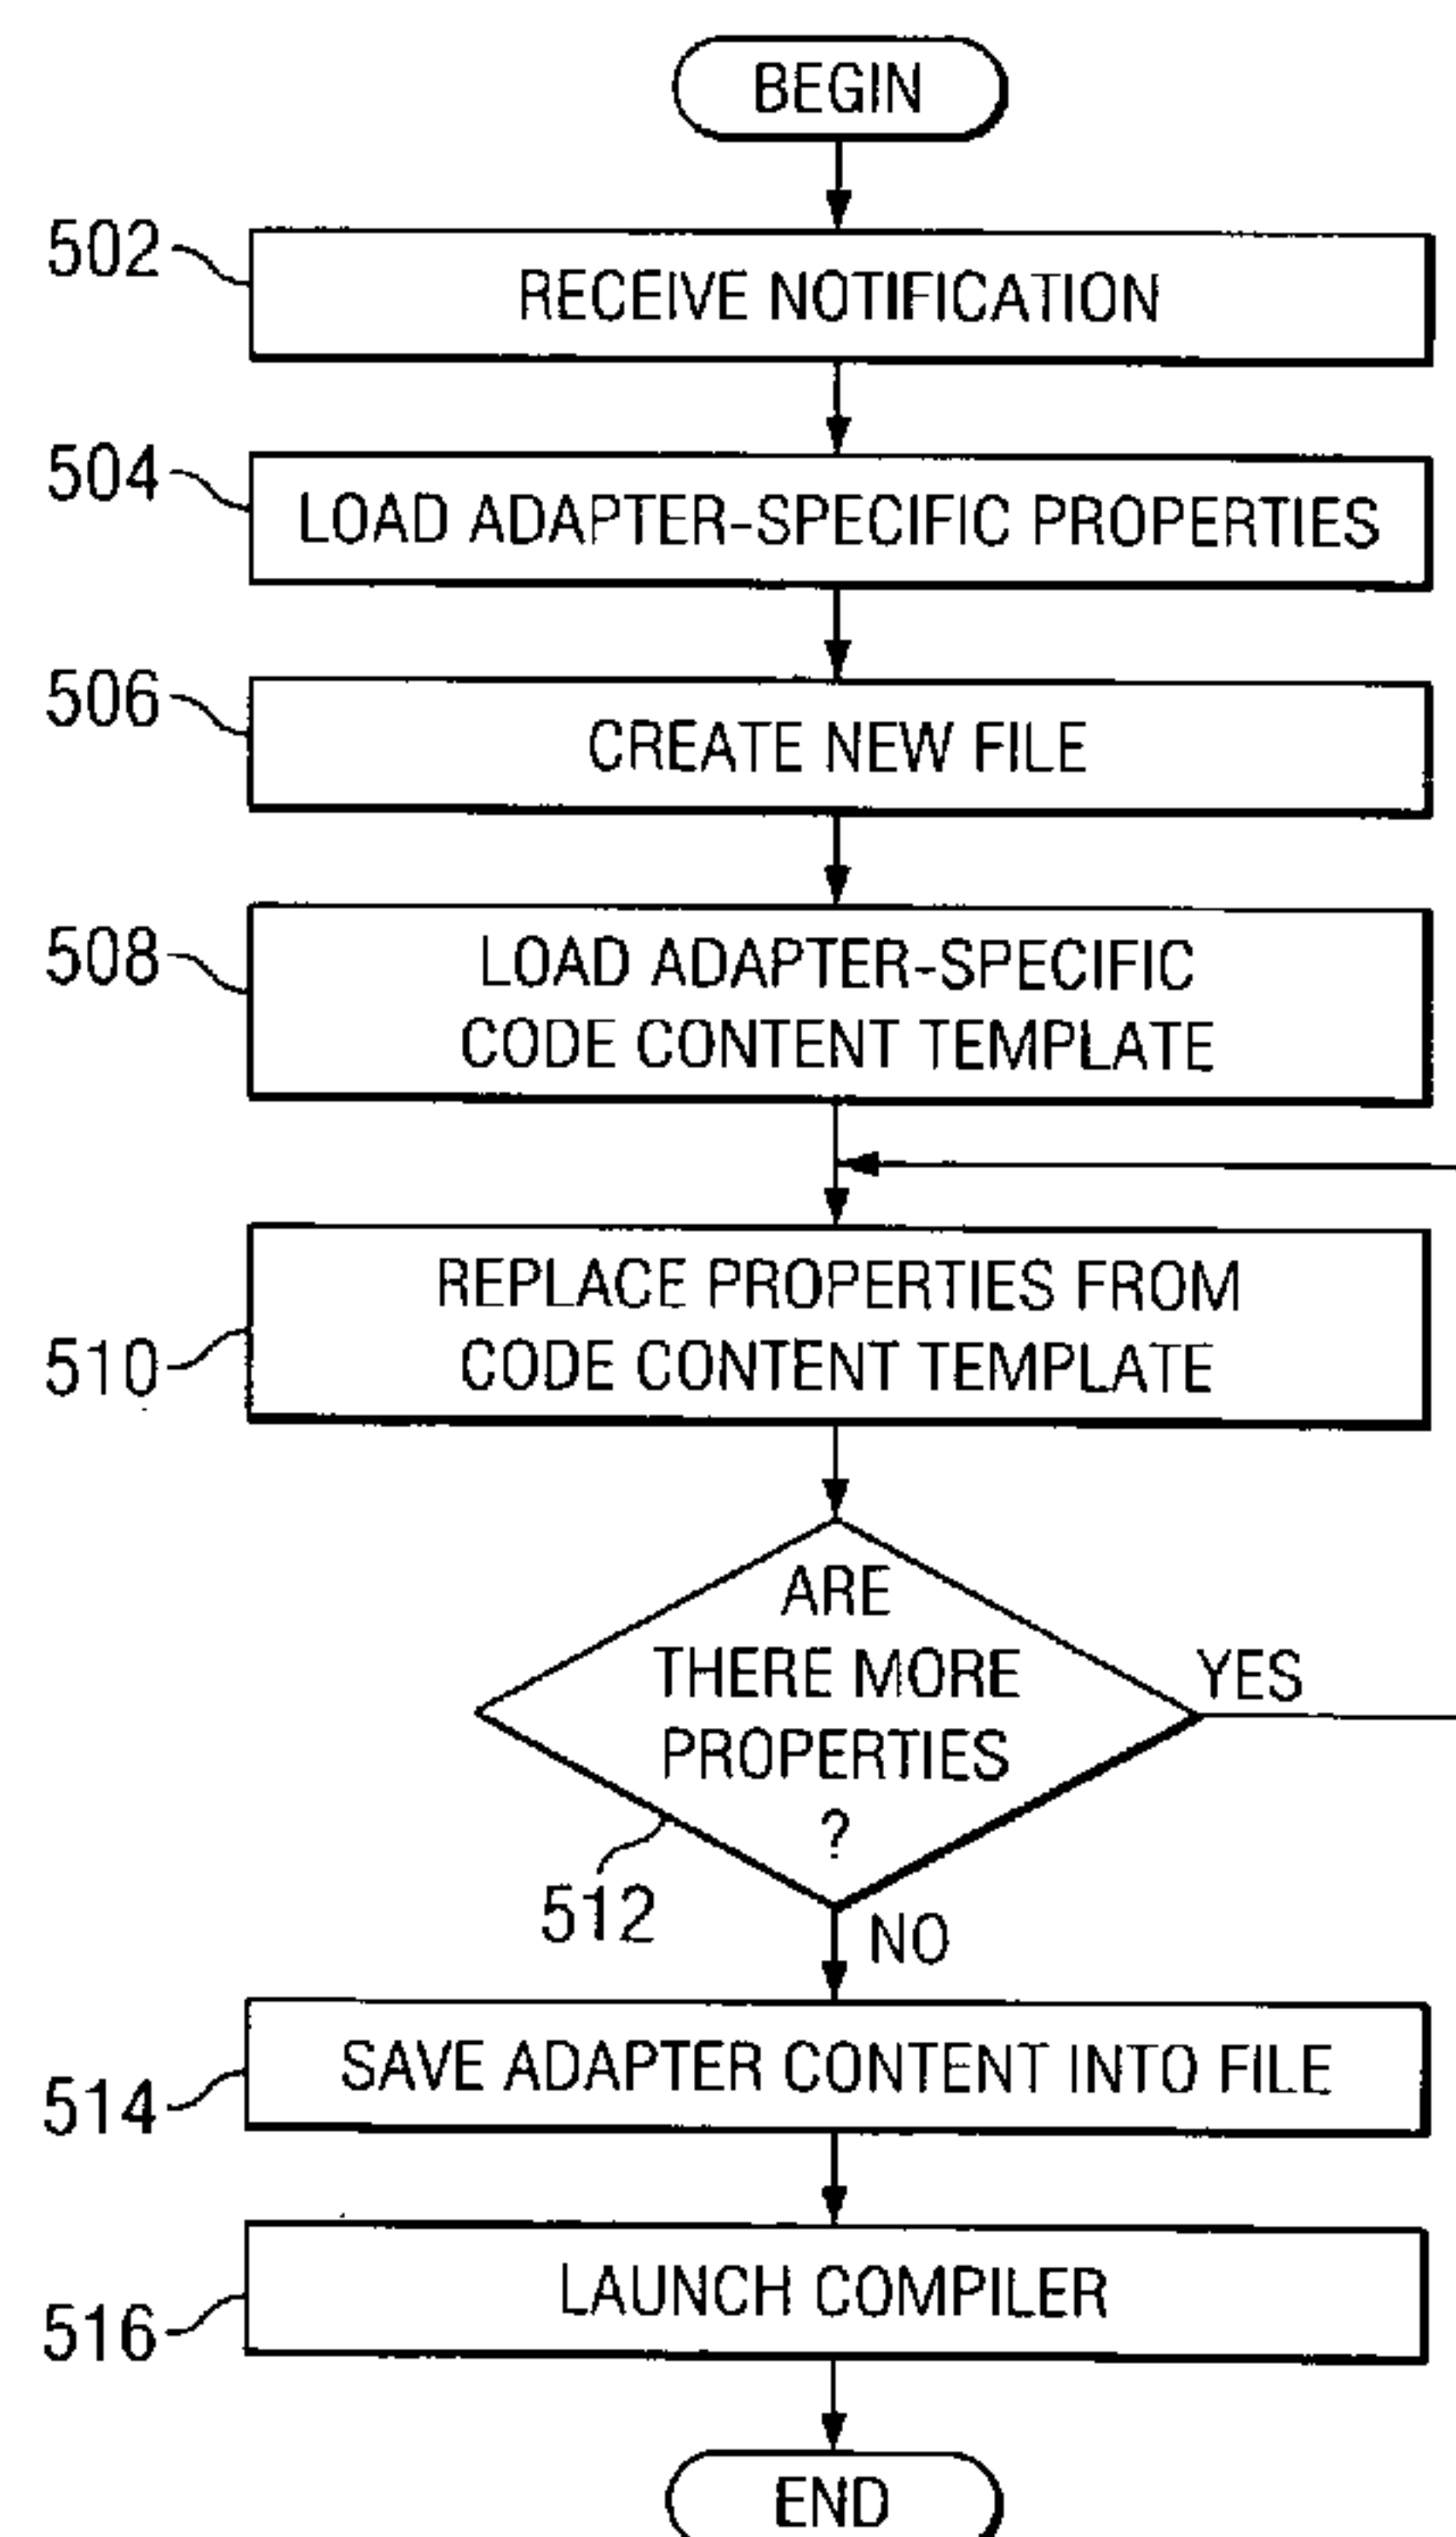 BEGIN
502
RECEIVE NOTIFICATION
504
LOAD ADAPTER-SPECIFIC PROPERTIES
506
CREATE NEW FILE
508
LOAD ADAPTER-SPECIFIC
CODE CONTENT TEMPLATE
510
REPLACE PROPERTIES FROM
CODE CONTENT TEMPLATE
ARE
THERE MORE
PROPERTIES
?
YES
512
NO
514
SAVE ADAPTER CONTENT INTO FILE
516
LAUNCH COMPILER
END